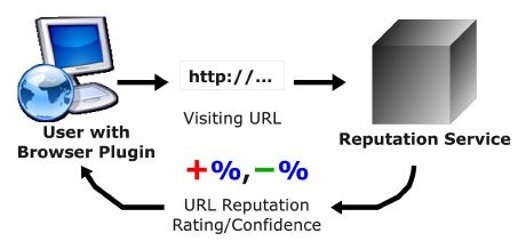 http://...
Visiting URL
User with
Browser Plugin
Reputation Service
+%,-%
URL Reputation
Rating/Confidence